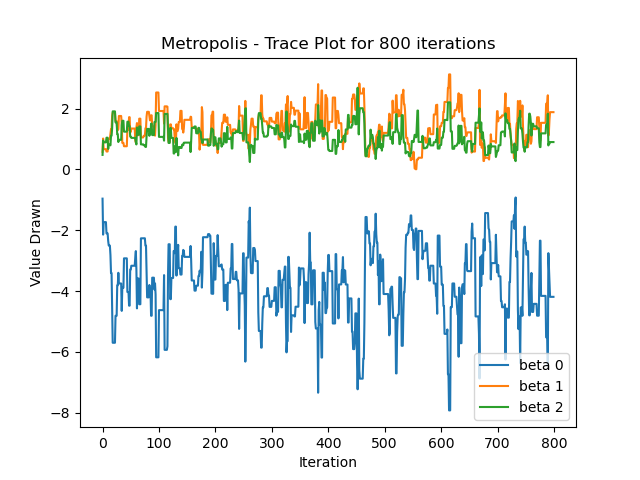 Metropolis - Trace Plot for 800 iterations
Value Drawn
2
0
−2
−4
−6
−8
0 100 200 300 400 500 600 700 800
Iteration
beta 0
beta 1
beta 2